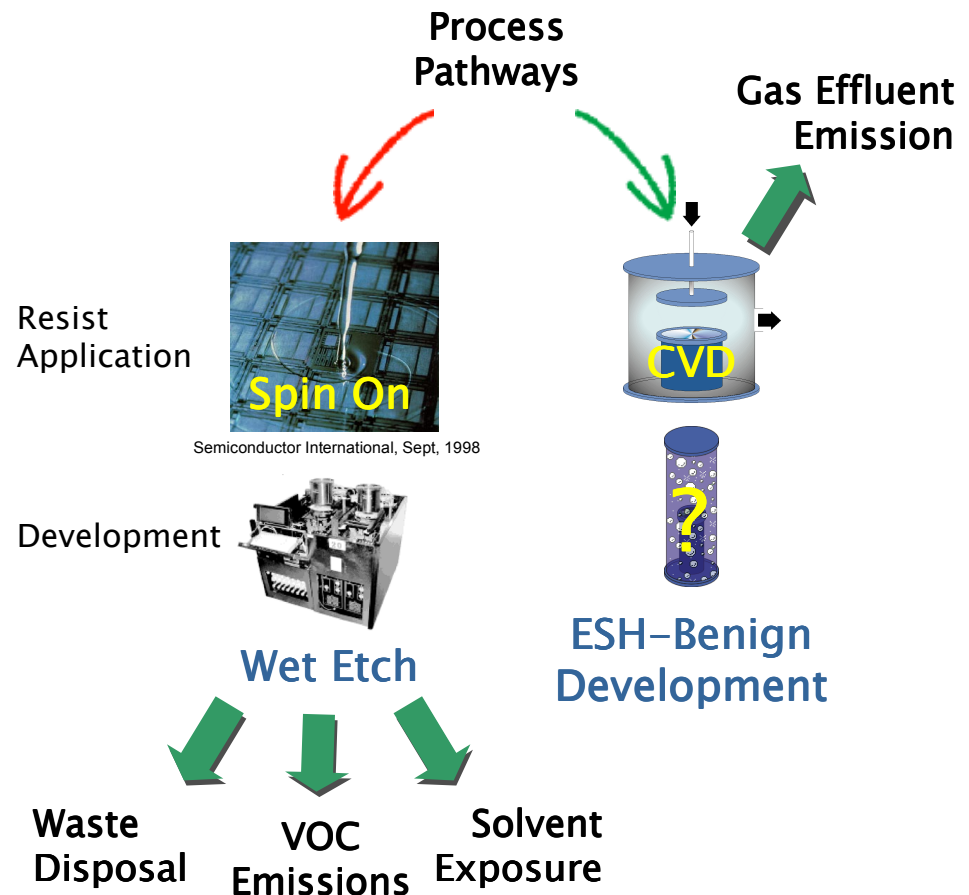 Process
Pathways
Gas Effluent
Emission
Resist
Application
Spin On
CVD
Semiconductor International, Sept, 1998
?
Development
ESH-Benign
Development
Wet Etch
Waste
Disposal
VOC
Emissions
Solvent
Exposure